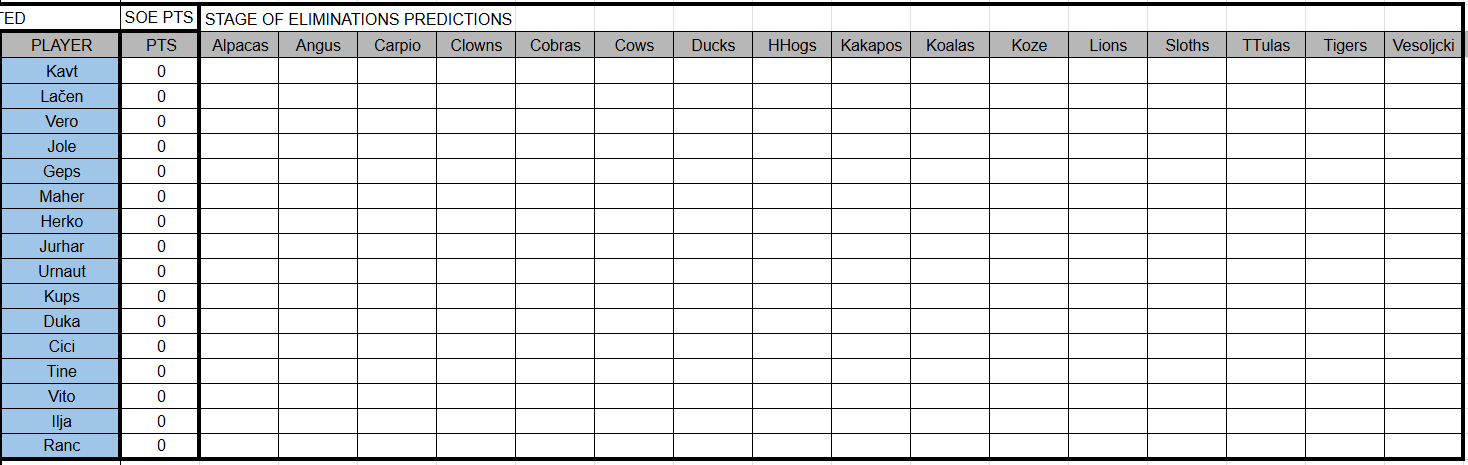 TED SOE PTS STAGE OF ELIMINATIONS PREDICTIONS
PLAYER PTS Alpacas Angus Carpio Clowns Cobras Cows Ducks HHogs Kakapos Koalas Koze Lions Sloths TTulas Tigers Vesoljcki
Kavt 0
Lačen 0
Vero 0
Jole 0
Geps 0
Maher 0
Herko 0
Jurhar 0
Urnaut 0
Kups 0
Duka 0
Cici 0
Tine 0
Vito 0
Ilja 0
Ranc 0